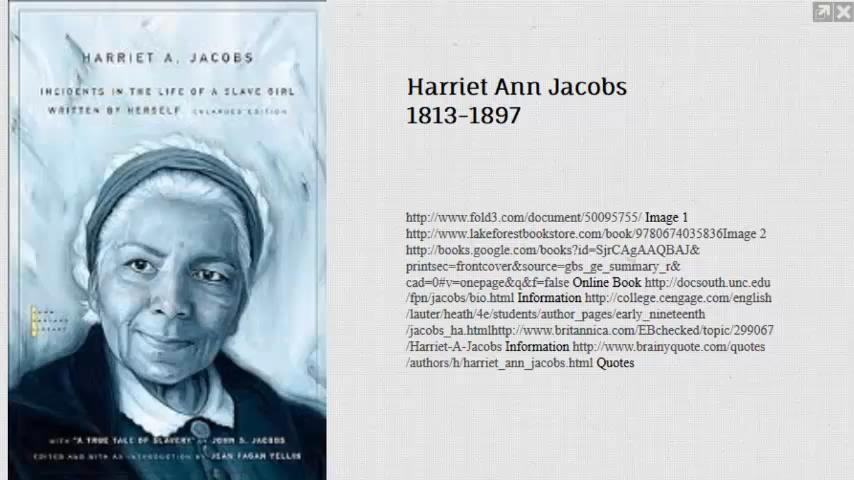 HARRIET A. JACOBS
INCIDENTS IN THE LIFE OF A SLAVE GIRL
WRITTEN BY HERSELF ENLARGED EDITION
JOHN
HARVARD
LIBRARY
WITH "A TRUE TALE OF SLAVERY" BY JOHN S. JACOBS
EDITED AND WITH AN INTRODUCTION BY JEAN FAGAN YELLIN
Harriet Ann Jacobs
1813-1897
http://www.fold3.com/document/50095755/ Image 1
http://www.lakeforestbookstore.com/book/9780674035836Image 2
http://books.google.com/books?id=SjrCAgAAQBAJ&
printsec=frontcover&source=gbs_ge_summary_r&
cad=0#v=onepage&q&f=false Online Book http://docsouth.unc.edu
/fpn/jacobs/bio.html Information http://college.cengage.com/english
/lauter/heath/4e/students/author_pages/early_nineteenth
/jacobs_ha.htmlhttp://www.britannica.com/EBchecked/topic/299067
/Harriet-A-Jacobs Information http://www.brainyquote.com/quotes
/authors/h/harriet_ann_jacobs.html Quotes